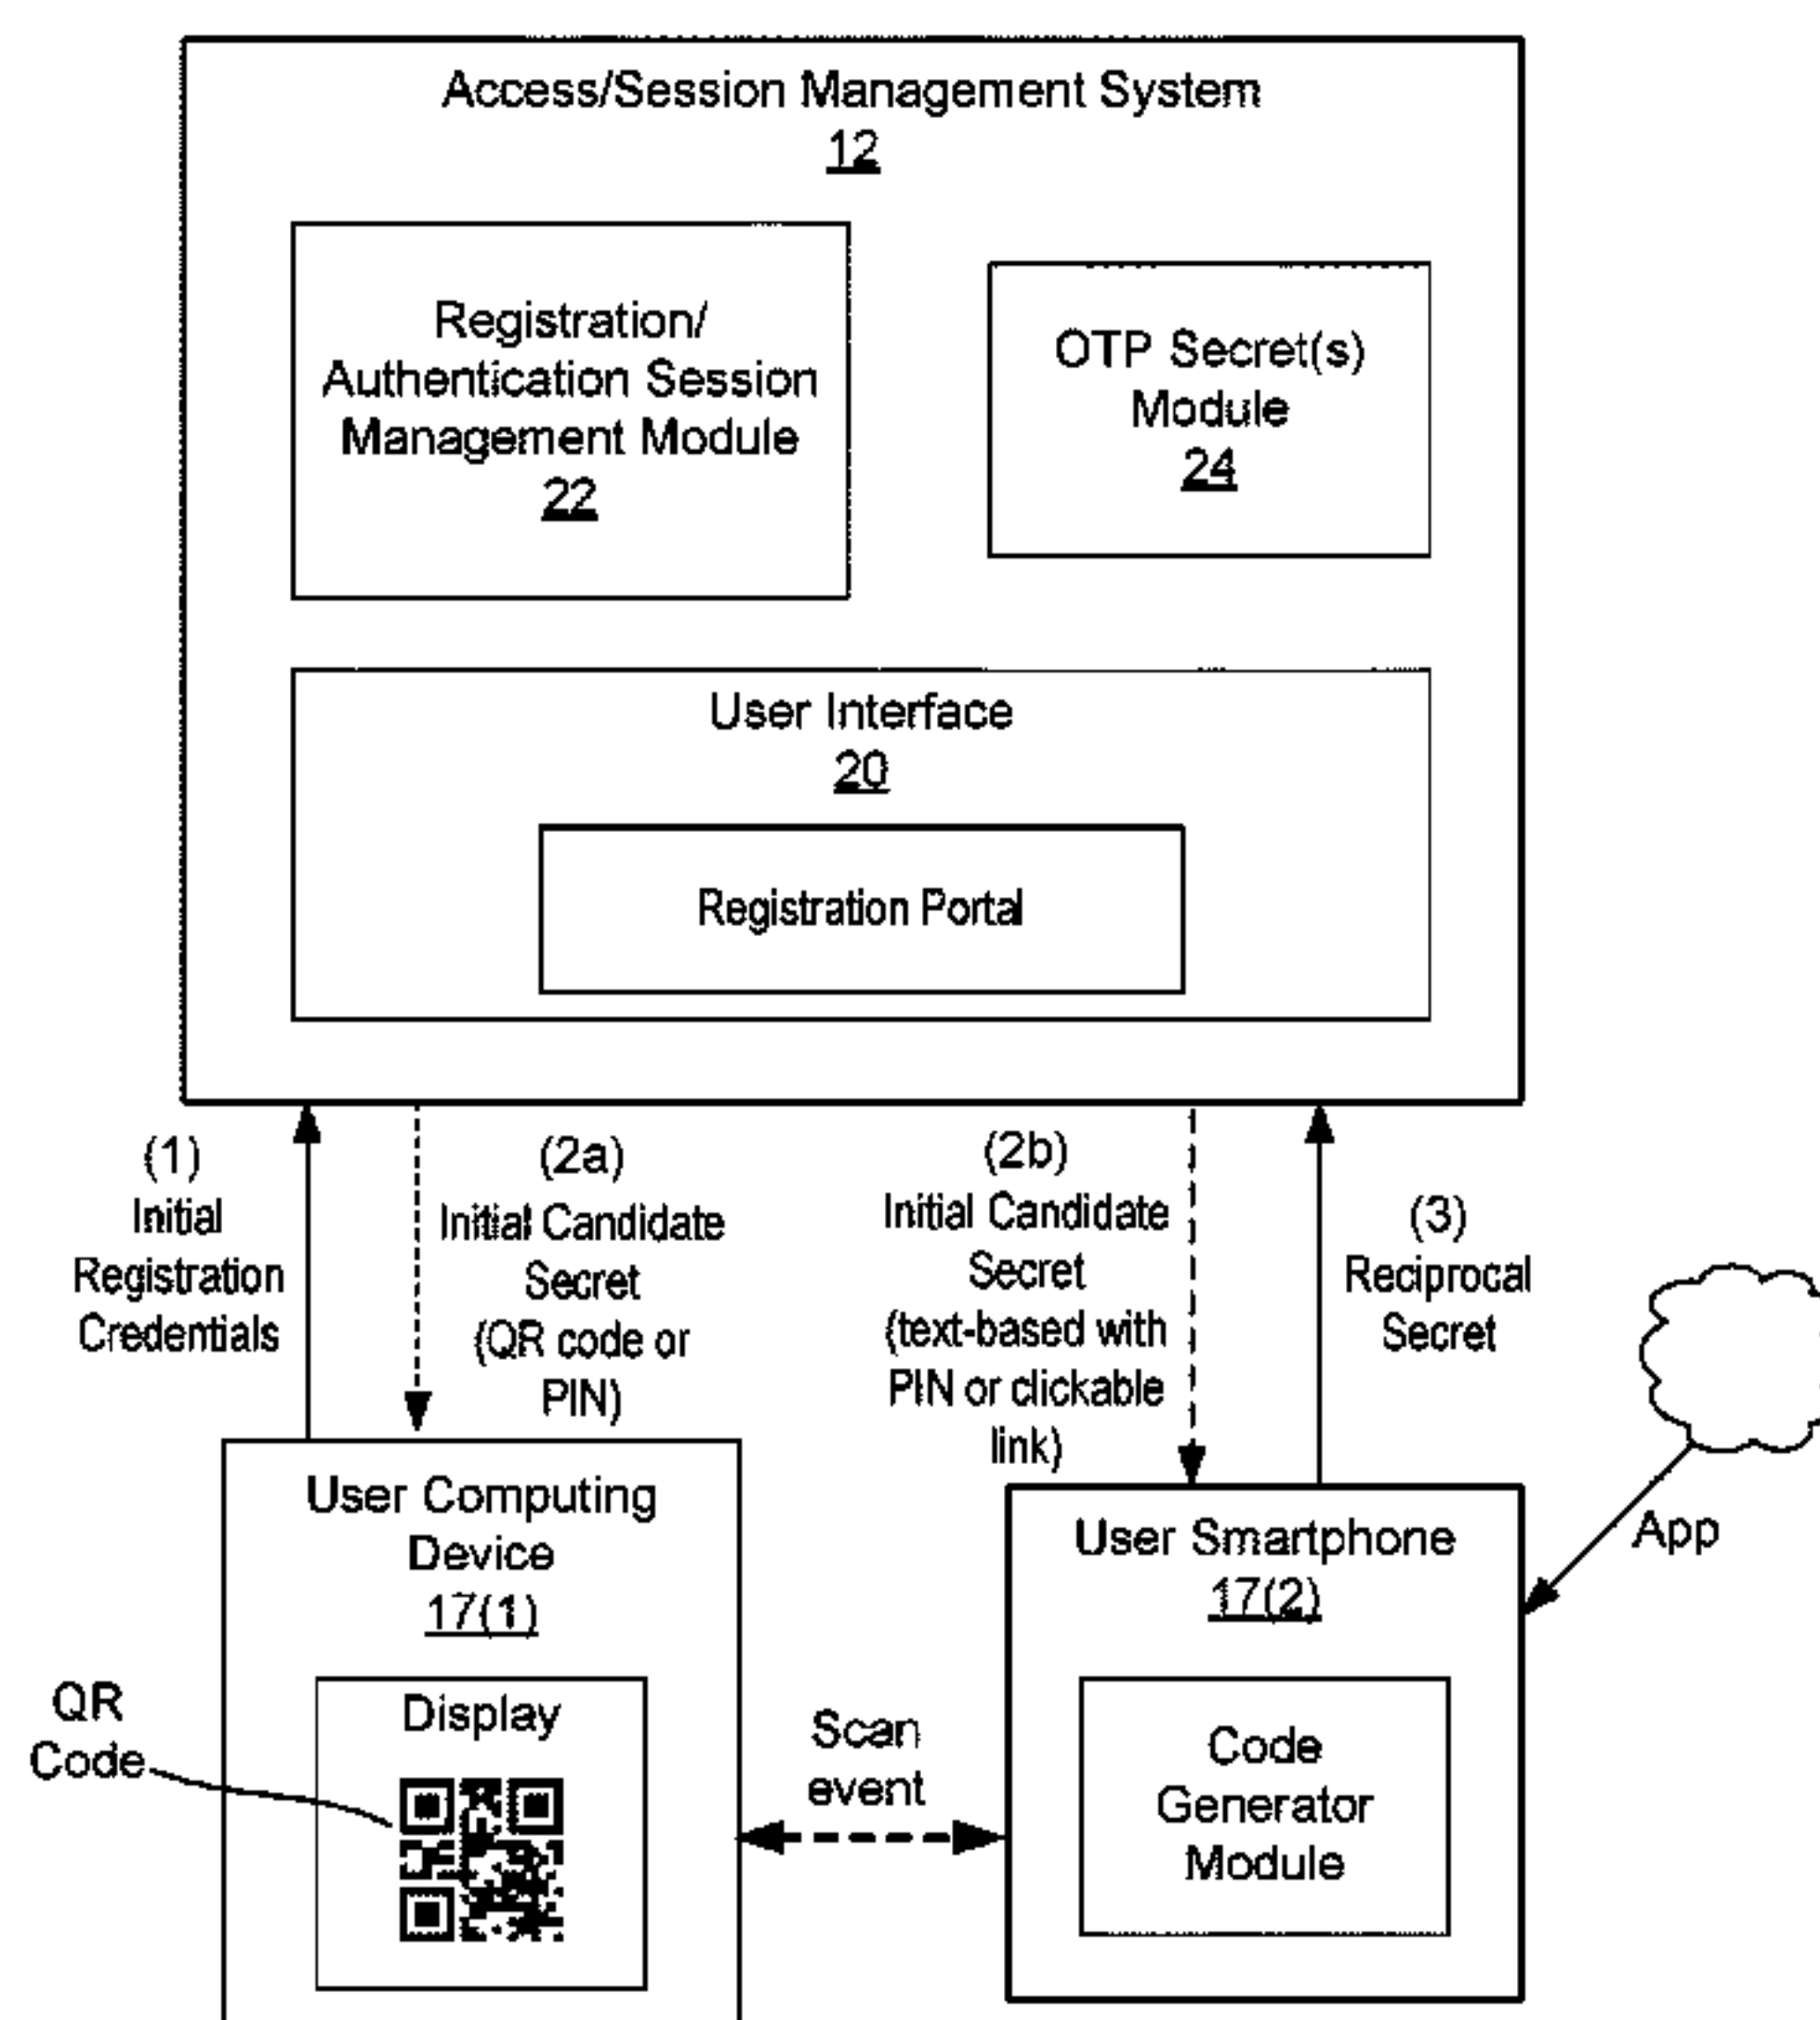 Access/Session Management System
12
Registration/
Authentication Session
Management Module
22
OTP Secret(s)
Module
24
User Interface
20
Registration Portal
(1)
Initial
Registration
Credentials
(2a)
Initial Candidate
Secret
(QR code or
PIN)
(2b)
Initial Candidate
Secret
(text-based with
PIN or clickable
link)
(3)
Reciprocal
Secret
App
User Computing
Device
17(1)
Display
QR
Code
Scan
event
User Smartphone
17(2)
Code
Generator
Module